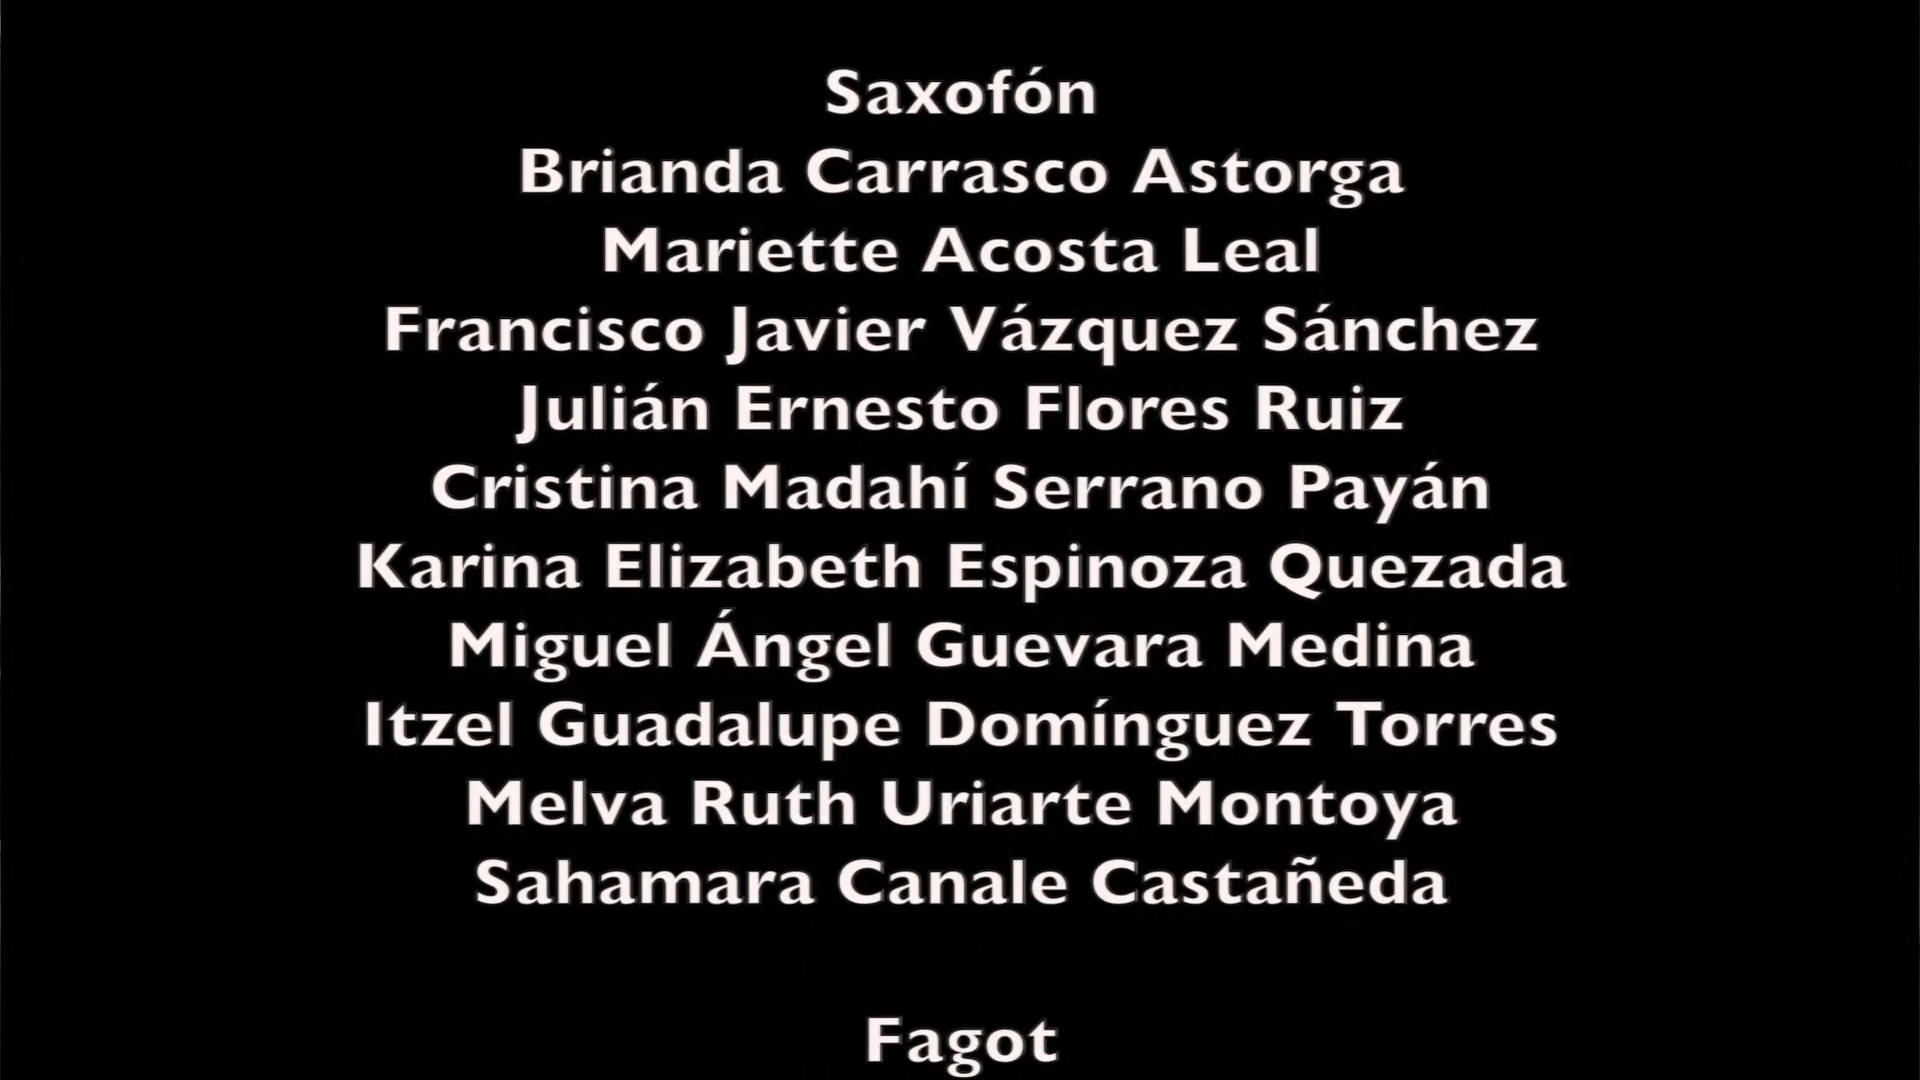 Saxofón
Brianda Carrasco Astorga
Mariette Acosta Leal
Francisco Javier Vázquez Sánchez
Julián Ernesto Flores Ruiz
Cristina Madahí Serrano Payán
Karina Elizabeth Espinoza Quezada
Miguel Ángel Guevara Medina
Itzel Guadalupe Domínguez Torres
Melva Ruth Uriarte Montoya
Sahamara Canale Castañeda
Fagot